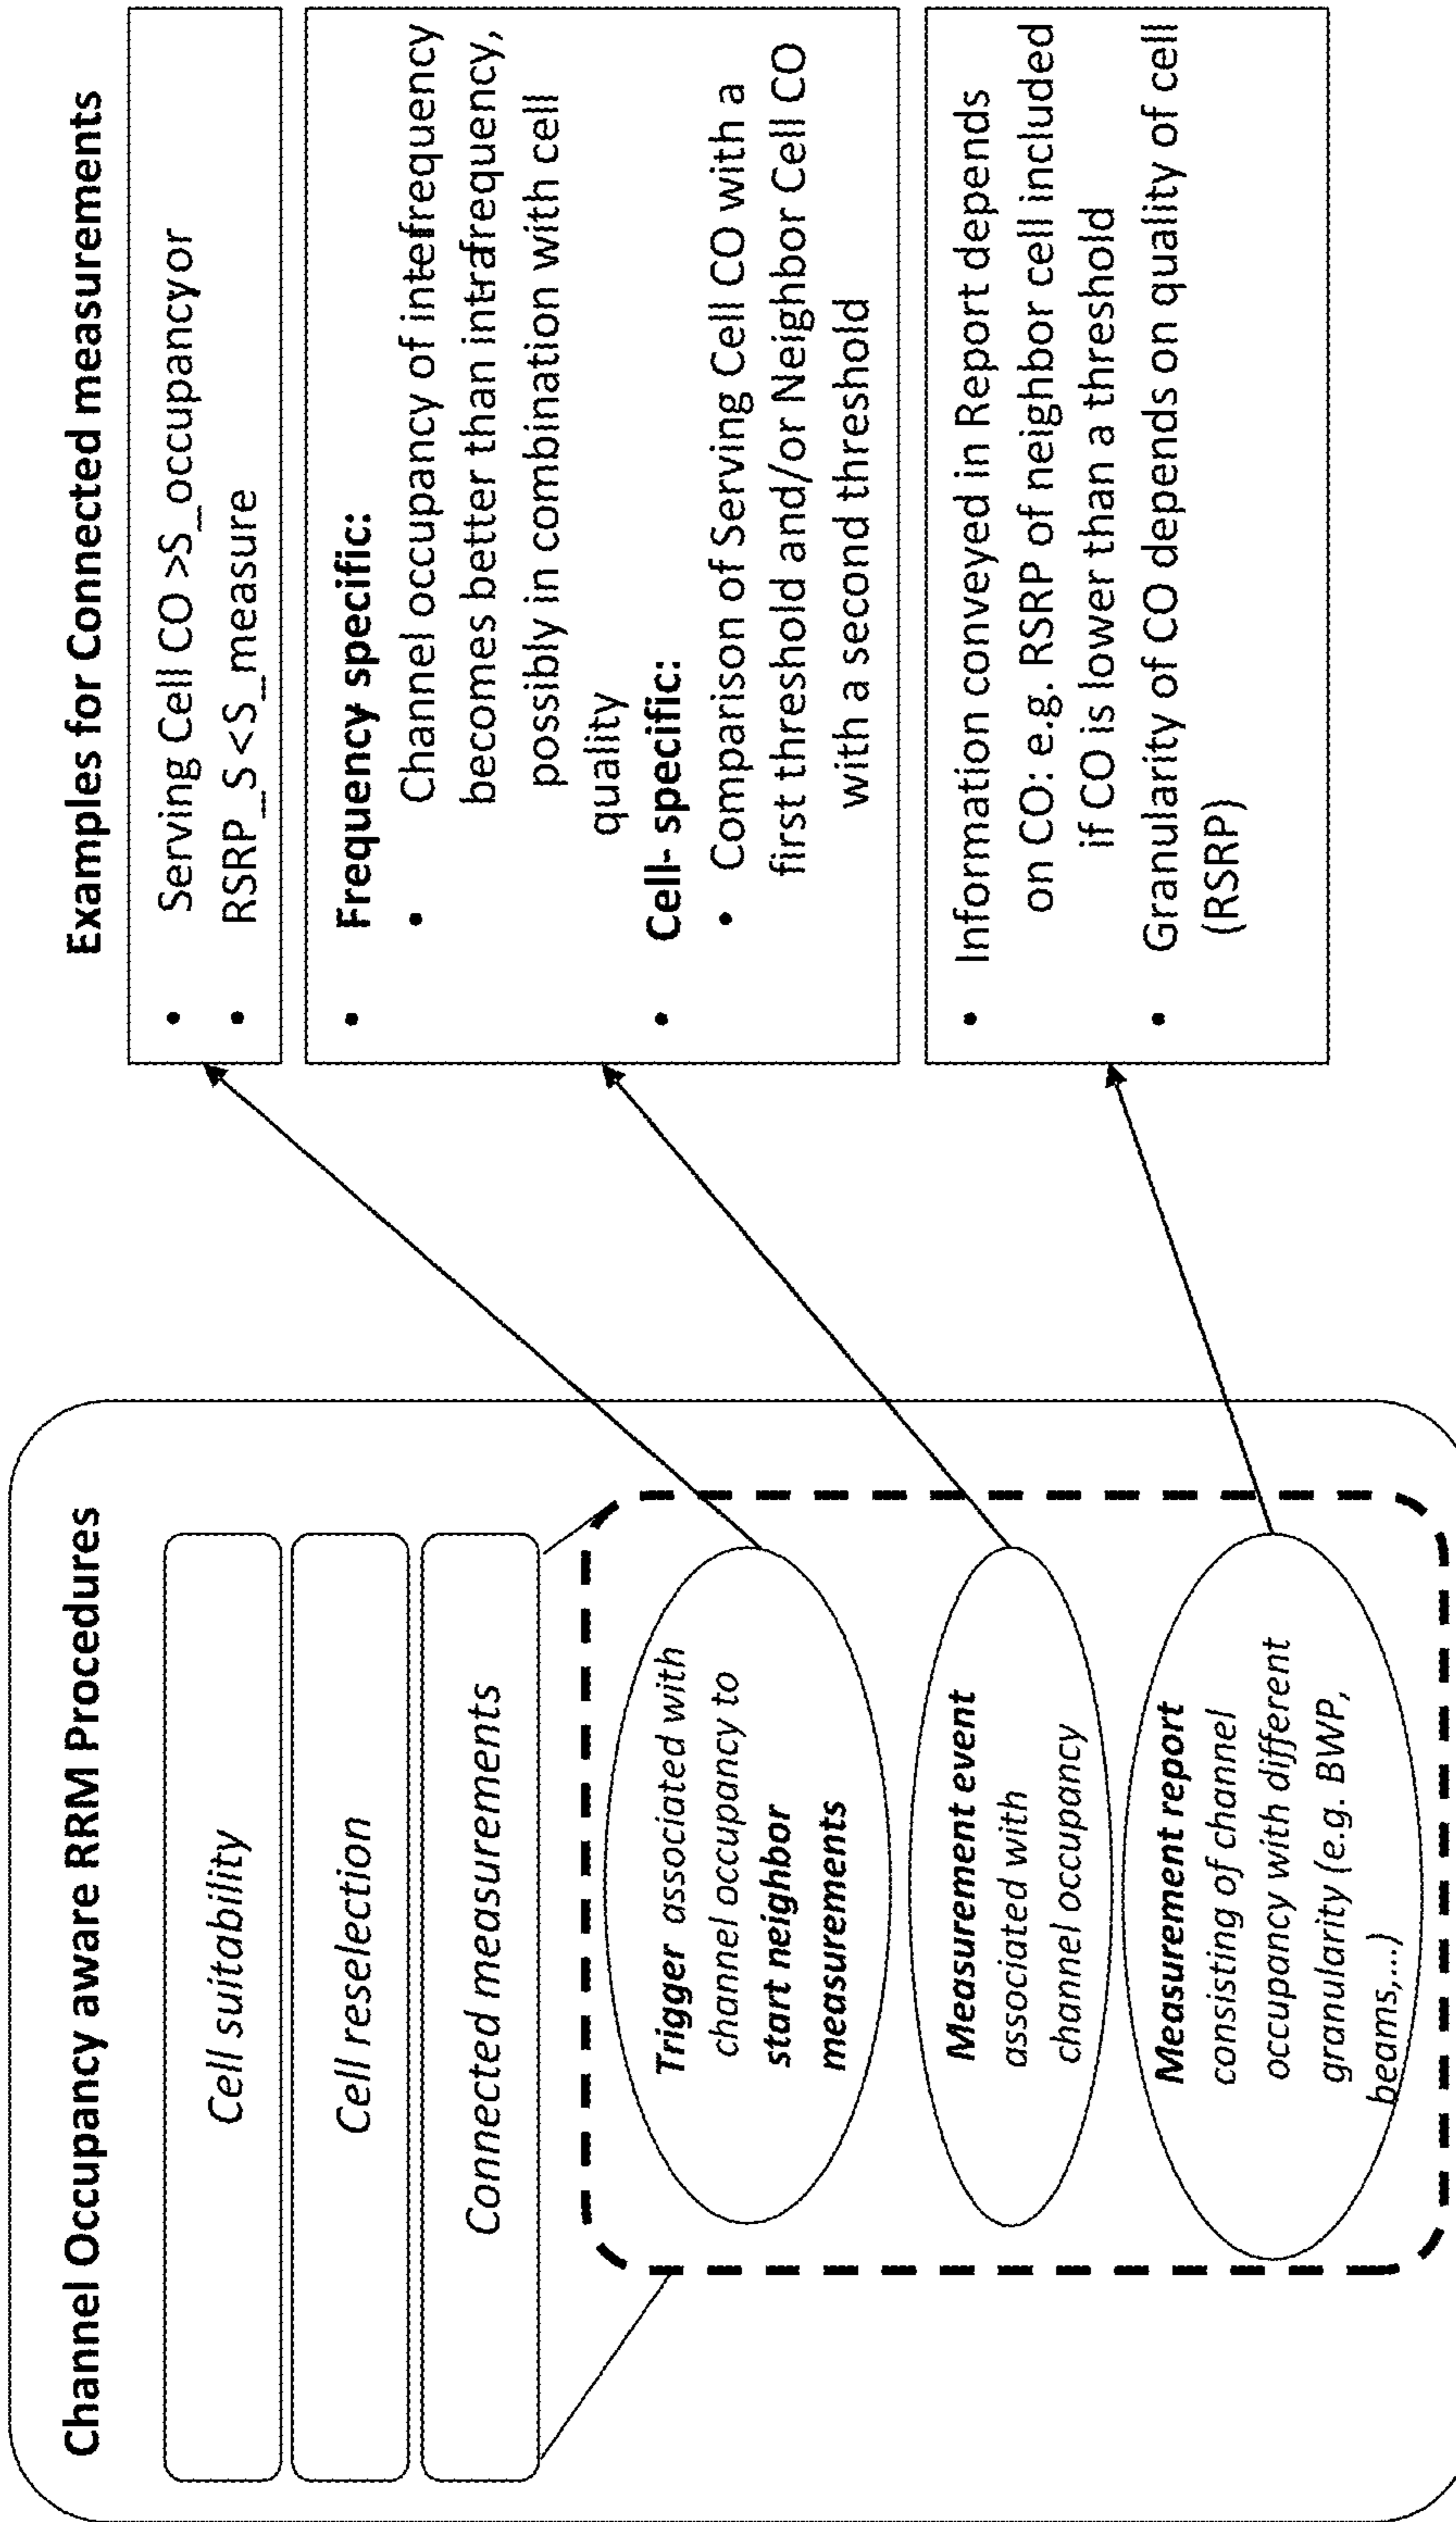 Channel Occupancy aware RRM Procedures
Cell suitability
Cell reselection
Connected measurements
Trigger associated with
channel occupancy to
start neighbor
measurements
Measurement event
associated with
channel occupancy
Measurement report
consisting of channel
occupancy with different
granularity (e.g. BWP,
beams,...)
Examples for Connected measurements
• Serving Cell CO >S_occupancy or
• RSRP_S <S_measure
• Frequency specific:
• Channel occupancy of intefrequency
becomes better than intrafrequency,
possibly in combination with cell
quality
• Cell- specific:
• Comparison of Serving Cell CO with a
first threshold and/or Neighbor Cell CO
with a second threshold
• Information conveyed in Report depends
on CO: e.g. RSRP of neighbor cell included
if CO is lower than a threshold
• Granularity of CO depends on quality of cell
(RSRP)